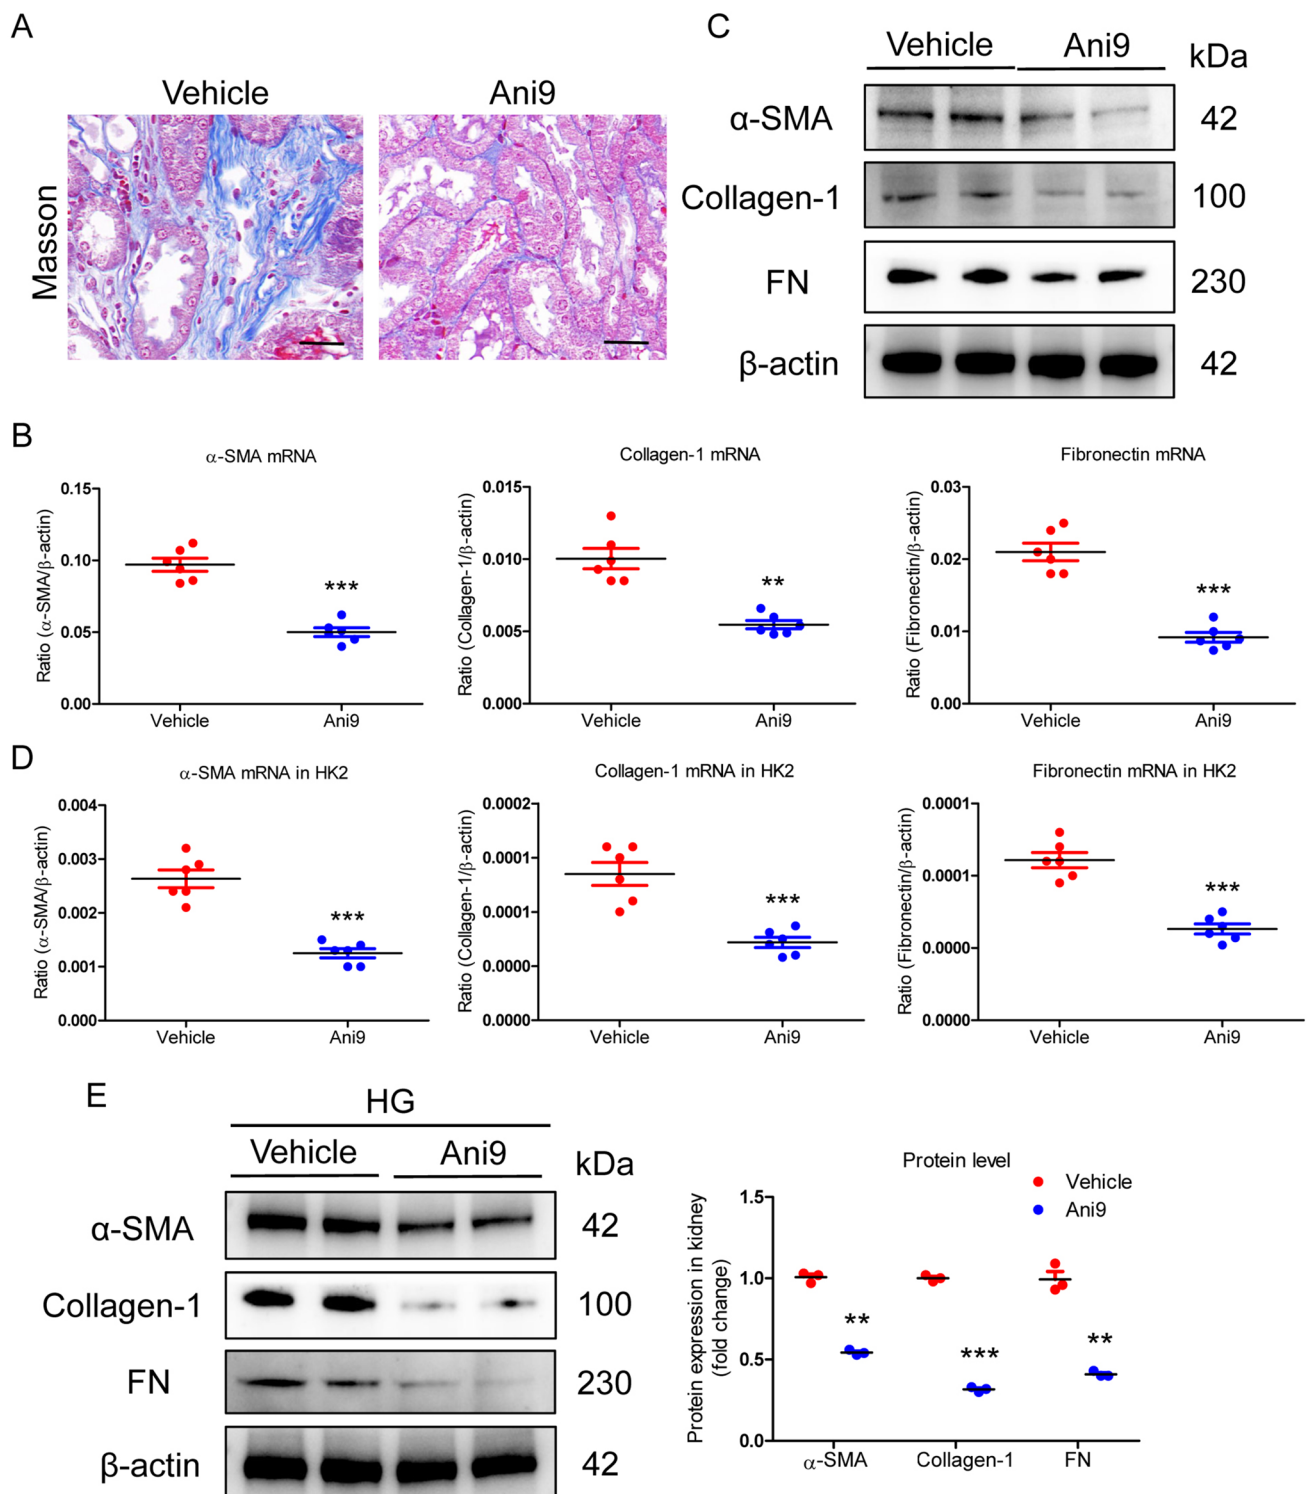 A
Vehicle
Ani9
Masson
C
Vehicle
Ani9
kDa
α-SMA
42
Collagen-1
100
FN
230
β-actin
42
B
α-SMA mRNA
Ratio (α-SMA/β-actin)
0.15
0.10
0.05
0.00
***
Vehicle
Ani9
Collagen-1 mRNA
Ratio (Collagen-1/β-actin)
0.015
0.010
0.005
0.000
**
Vehicle
Ani9
Fibronectin mRNA
Ratio (Fibronectin/β-actin)
0.03
0.02
0.01
0.00
***
Vehicle
Ani9
D
α-SMA mRNA in HK2
Ratio (α-SMA/β-actin)
0.004
0.003
0.002
0.001
0.000
***
Vehicle
Ani9
Collagen-1 mRNA in HK2
Ratio (Collagen-1/β-actin)
0.0002
0.0001
0.0001
0.0000
0.0000
***
Vehicle
Ani9
Fibronectin mRNA in HK2
Ratio (Fibronectin/β-actin)
0.0001
0.0001
0.0000
0.0000
***
Vehicle
Ani9
E
HG
Vehicle
Ani9
kDa
α-SMA
42
Collagen-1
100
FN
230
β-actin
42
Protein level
Vehicle
Ani9
Protein expression in kidney
(fold change)
1.5
1.0
0.5
0.0
**
***
**
α-SMA
Collagen-1
FN